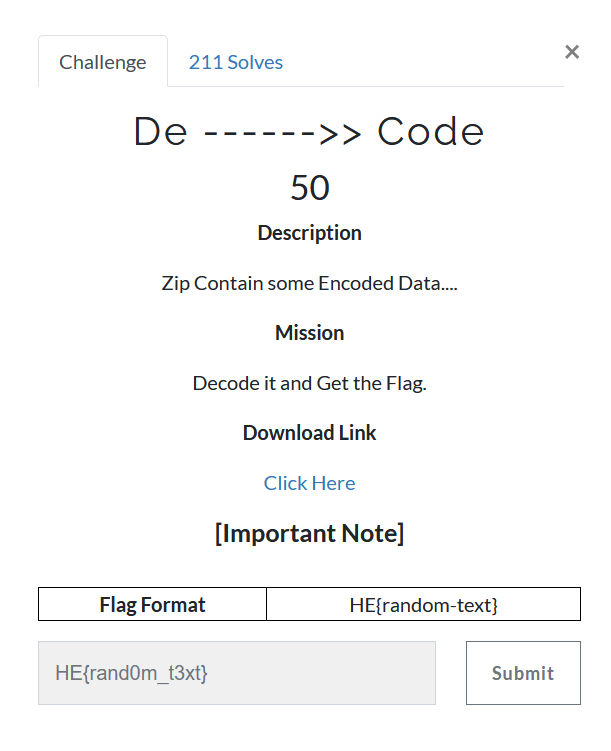 Challenge 211 Solves ×
De ------>> Code
50
Description
Zip Contain some Encoded Data....
Mission
Decode it and Get the Flag.
Download Link
Click Here
[Important Note]
Flag Format HE{random-text}
HE{rand0m_t3xt} Submit